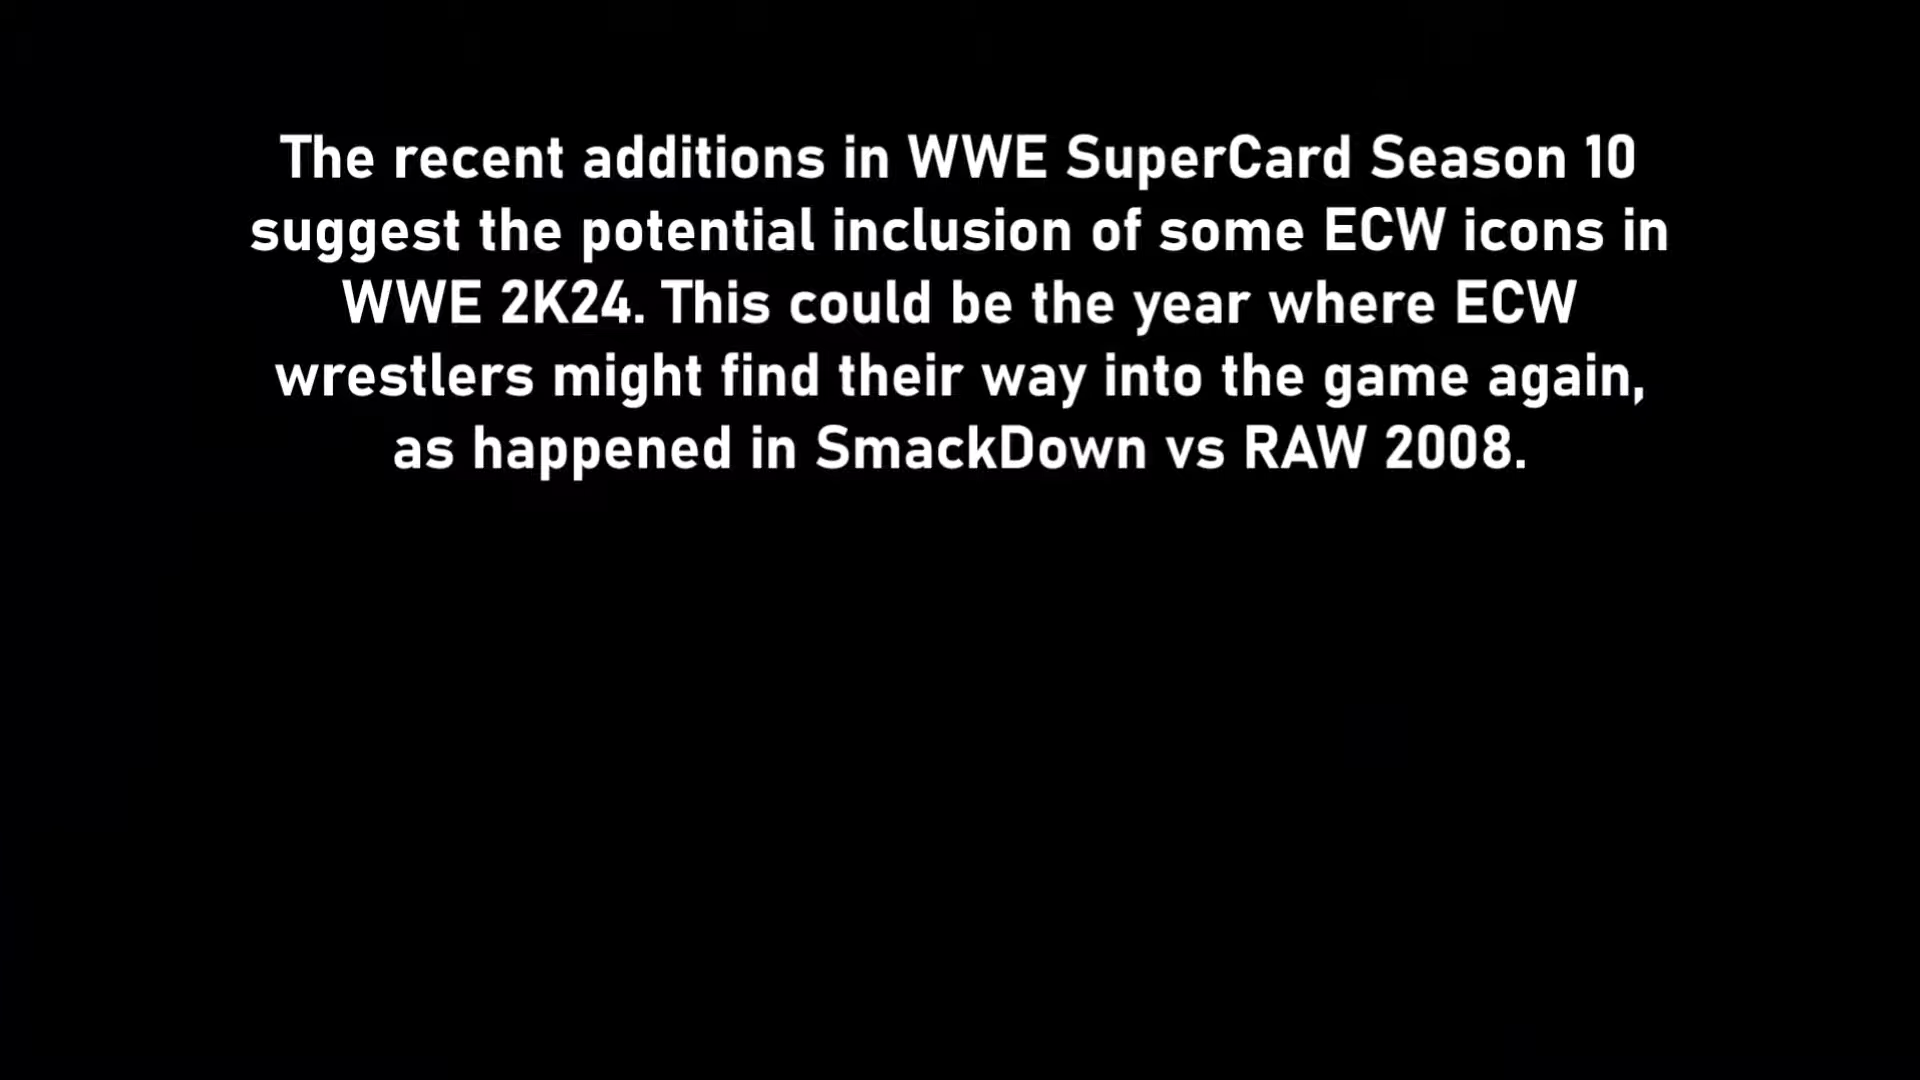 The recent additions in WWE SuperCard Season 10
suggest the potential inclusion of some ECW icons in
WWE 2K24. This could be the year where ECW
wrestlers might find their way into the game again,
as happened in SmackDown vs RAW 2008.